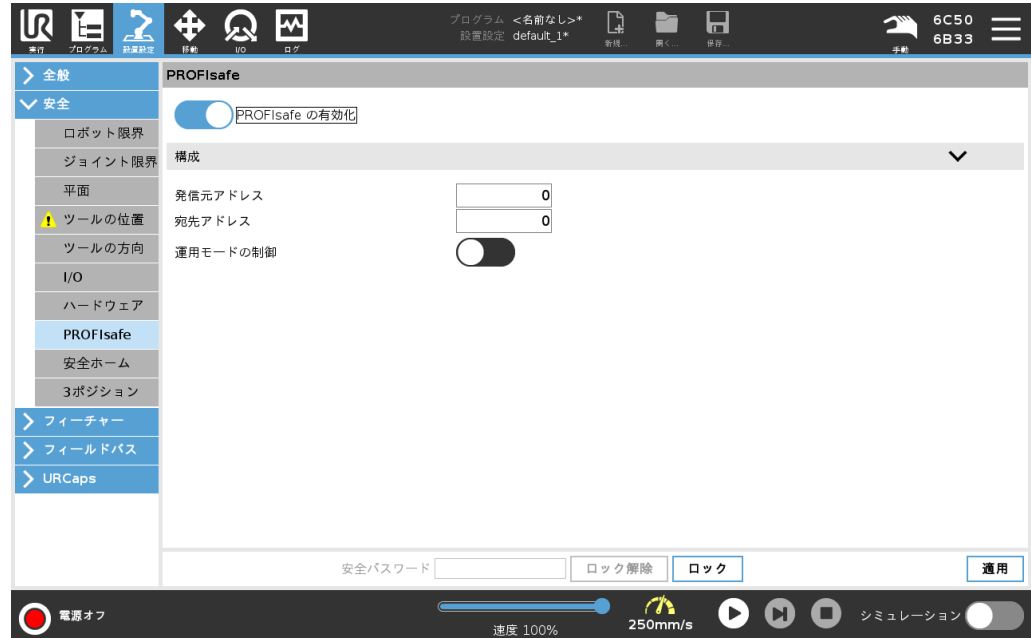 プログラム <名前なし>*
設置設定 default_1*
UR
実行
プログラム
設置設定
移動
I/O
ログ
新規...
開く...
保存...
手動
6C50
6B33
全般
安全
ロボット限界
ジョイント限界
平面
ツールの位置
ツールの方向
I/O
ハードウェア
PROFIsafe
安全ホーム
3ポジション
フィーチャー
フィールドバス
URCaps
PROFIsafe
PROFIsafe の有効化
構成
発信元アドレス 0
宛先アドレス 0
運用モードの制御
安全パスワード ロック解除 ロック 適用
電源オフ
速度 100%
250mm/s
シミュレーション